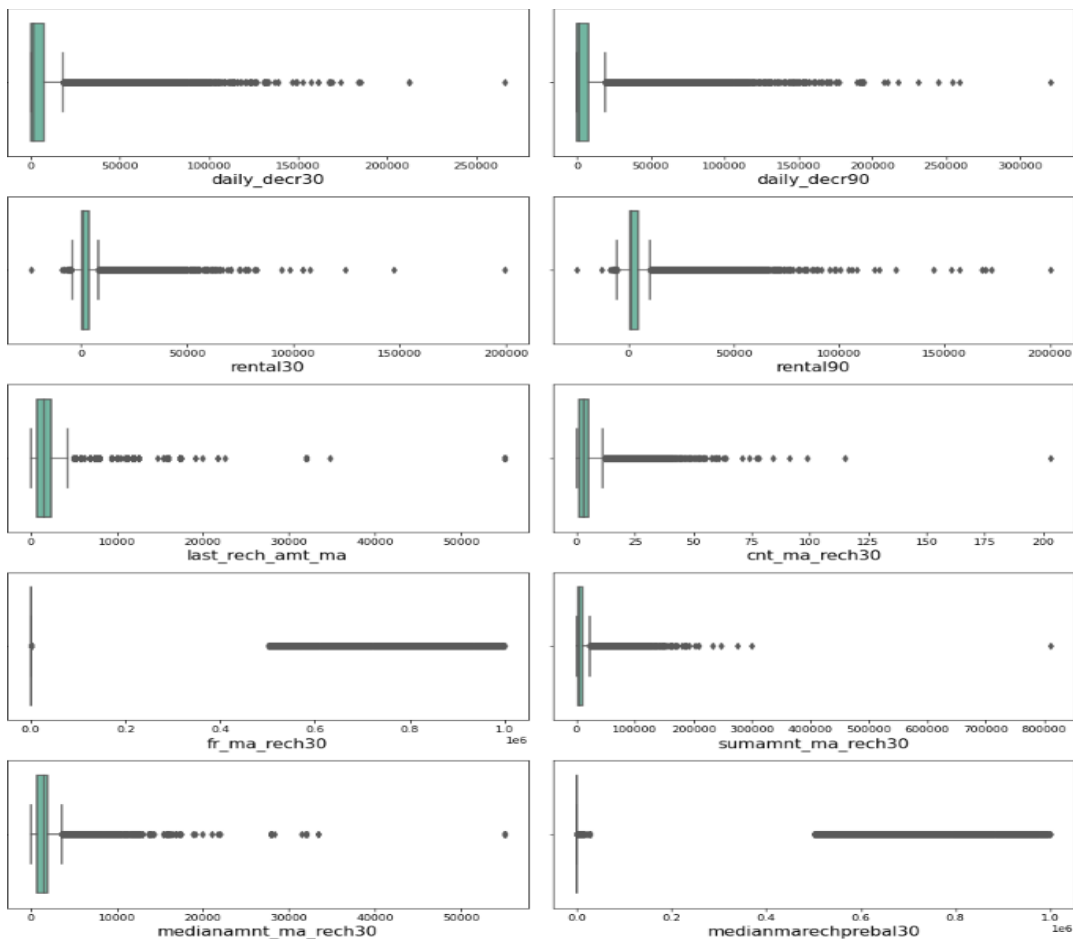 0 50000 100000 150000 200000 250000
daily_decr30
0 50000 100000 150000 200000 250000 300000
daily_decr90
0 50000 100000 150000 200000
rental30
0 50000 100000 150000 200000
rental90
0 10000 20000 30000 40000 50000
last_rech_amt_ma
0 25 50 75 100 125 150 175 200
cnt_ma_rech30
0.0 0.2 0.4 0.6 0.8 1.0
1e6
fr_ma_rech30
0 100000 200000 300000 400000 500000 600000 700000 800000
sumamnt_ma_rech30
0 10000 20000 30000 40000 50000
medianamnt_ma_rech30
0.0 0.2 0.4 0.6 0.8 1.0
1e6
medianmarechprebal30